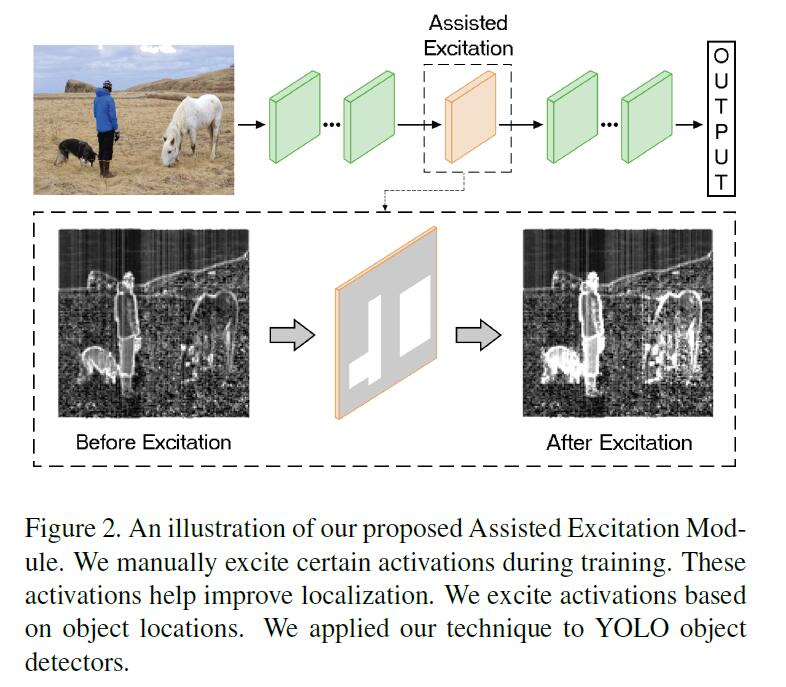 Assisted
Excitation
OUTPUT
Before Excitation
After Excitation
Figure 2. An illustration of our proposed Assisted Excitation Mod-
ule. We manually excite certain activations during training. These
activations help improve localization. We excite activations based
on object locations. We applied our technique to YOLO object
detectors.